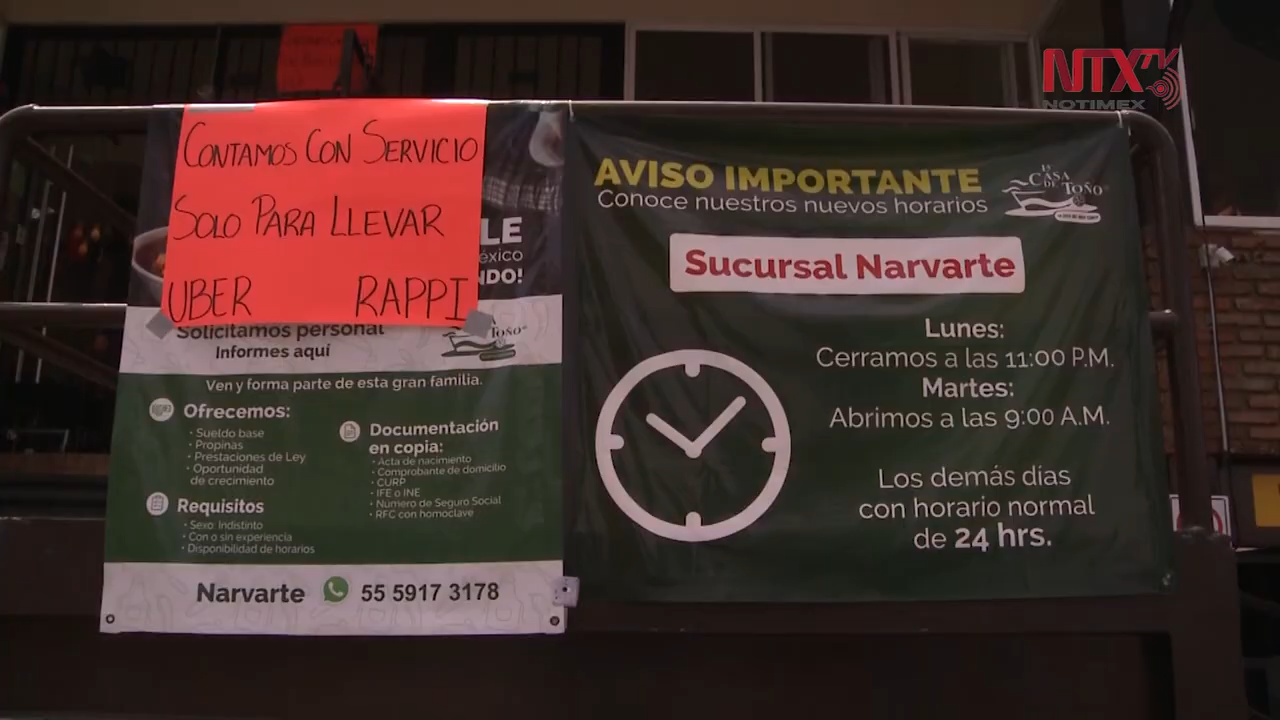 NTX TV
NOTIMEX
CONTAMOS CON SERVICIO
SOLO PARA LLEVAR
UBER RAPPI
LE
éxico
NDO!
Solicitamos personal
Informes aquí
TOÑO
Ven y forma parte de esta gran familia.
Ofrecemos:
• Sueldo base
• Propinas
• Prestaciones de Ley
• Oportunidad
de crecimiento
Requisitos
• Sexo: Indistinto
• Con o sin experiencia
• Disponibilidad de horarios
Documentación
en copia:
• Acta de nacimiento
• Comprobante de domicilio
• CURP
• IFE o INE
• Número de Seguro Social
• RFC con homoclave
Narvarte 55 5917 3178
AVISO IMPORTANTE
Conoce nuestros nuevos horarios
LA CASA DE TOÑO
Sucursal Narvarte
Lunes:
Cerramos a las 11:00 P.M.
Martes:
Abrimos a las 9:00 A.M.
Los demás días
con horario normal
de 24 hrs.